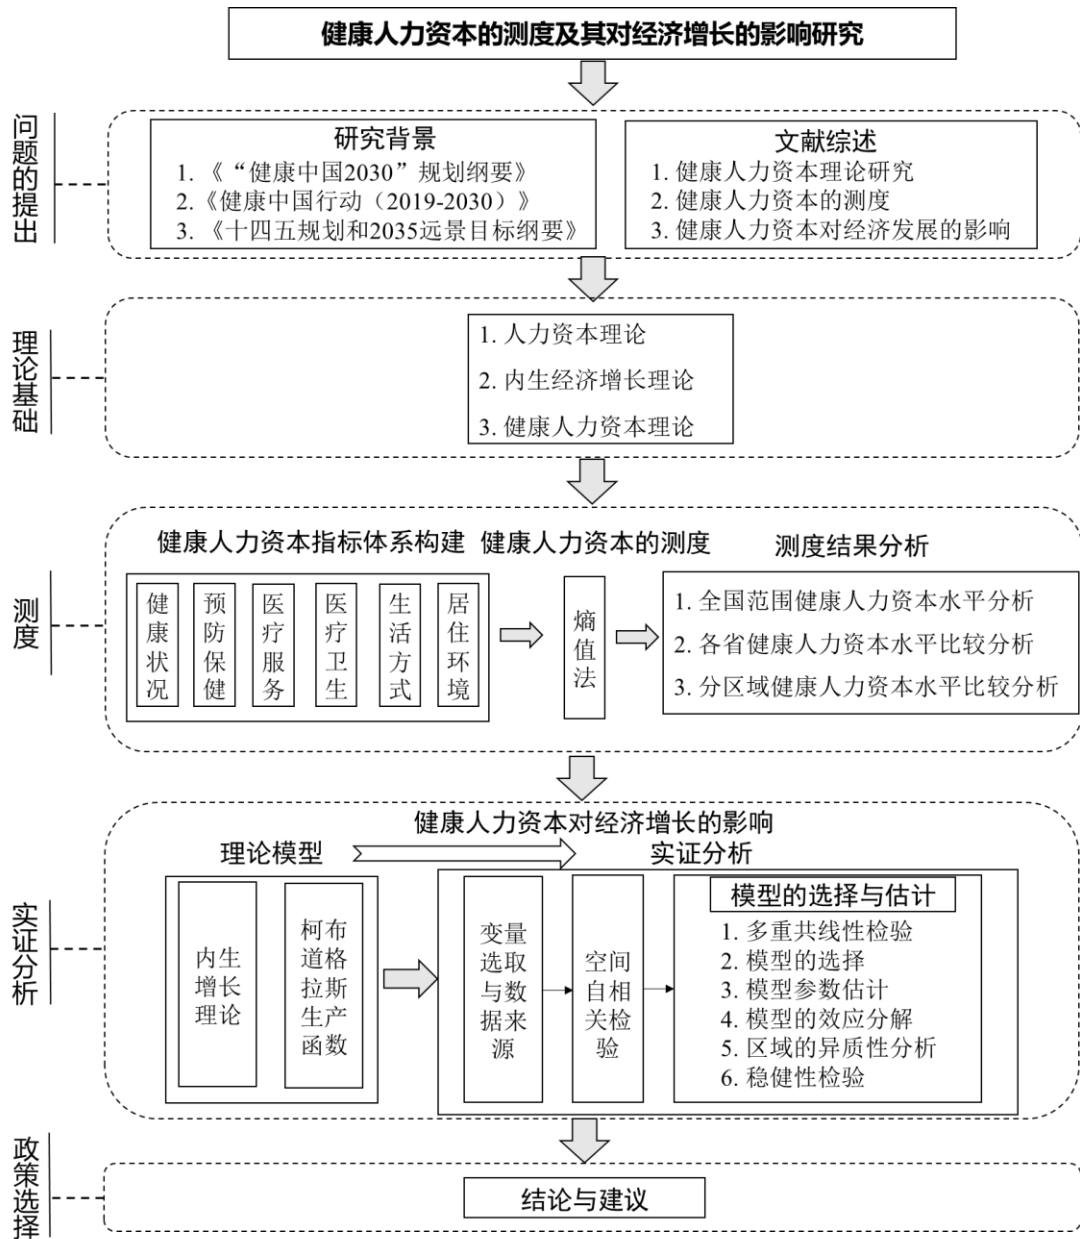 健康人力资本的测度及其对经济增长的影响研究
问题的提出
研究背景
1. 《“健康中国2030”规划纲要》
2.《健康中国行动（2019-2030）》
3. 《十四五规划和2035远景目标纲要》
文献综述
1. 健康人力资本理论研究
2. 健康人力资本的测度
3. 健康人力资本对经济发展的影响
理论基础
1. 人力资本理论
2. 内生经济增长理论
3. 健康人力资本理论
测度
健康人力资本指标体系构建
健康状况
预防保健
医疗服务
医疗卫生
生活方式
居住环境
健康人力资本的测度
熵值法
测度结果分析
1. 全国范围健康人力资本水平分析
2. 各省健康人力资本水平比较分析
3. 分区域健康人力资本水平比较分析
实证分析
健康人力资本对经济增长的影响
理论模型
内生
增长
理论
柯布
道格
拉斯
生产
函数
实证分析
变量
选取
与数
据来
源
空间
自相
关检
验
模型的选择与估计
1. 多重共线性检验
2. 模型的选择
3. 模型参数估计
4. 模型的效应分解
5. 区域的异质性分析
6. 稳健性检验
政策选择
结论与建议